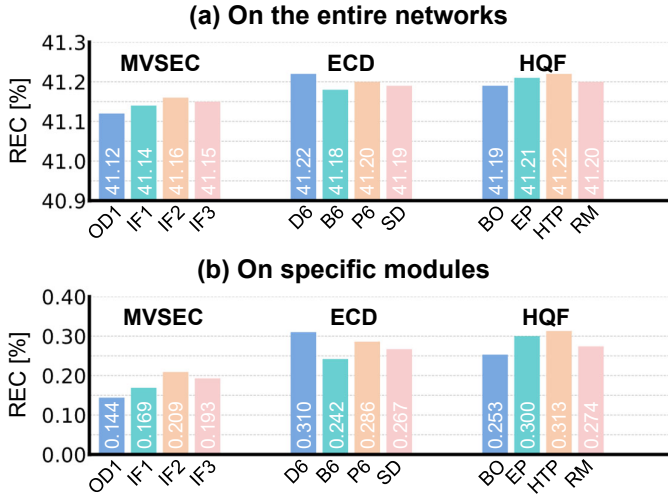 (a) On the entire networks
REC [%]
41.3
41.2
41.1
41.0
40.9
MVSEC
ECD
HQF
41.12
41.14
41.16
41.15
41.22
41.18
41.20
41.19
41.19
41.21
41.22
41.20
OD1
IF1
IF2
IF3
D6
B6
P6
SD
BO
EP
HTP
RM
(b) On specific modules
REC [%]
0.40
0.30
0.20
0.10
0.00
MVSEC
ECD
HQF
0.144
0.169
0.209
0.193
0.310
0.242
0.286
0.267
0.253
0.300
0.313
0.274
OD1
IF1
IF2
IF3
D6
B6
P6
SD
BO
EP
HTP
RM